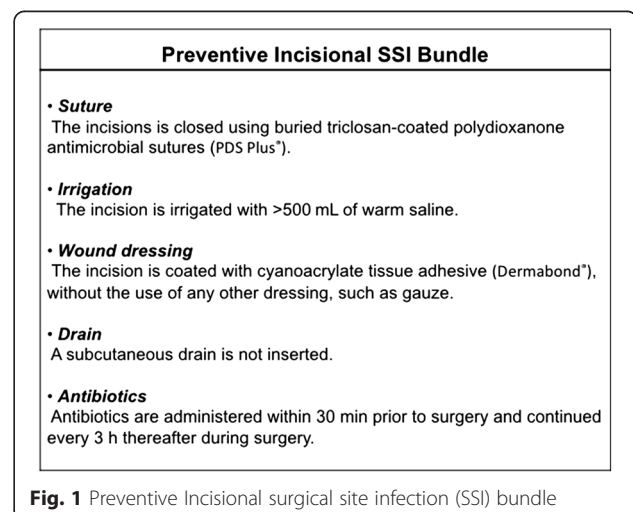 Preventive Incisional SSI Bundle
• Suture
The incisions is closed using buried triclosan-coated polydioxanone
antimicrobial sutures (PDS Plus®).
• Irrigation
The incision is irrigated with >500 mL of warm saline.
• Wound dressing
The incision is coated with cyanoacrylate tissue adhesive (Dermabond®),
without the use of any other dressing, such as gauze.
• Drain
A subcutaneous drain is not inserted.
• Antibiotics
Antibiotics are administered within 30 min prior to surgery and continued
every 3 h thereafter during surgery.
Fig. 1 Preventive Incisional surgical site infection (SSI) bundle